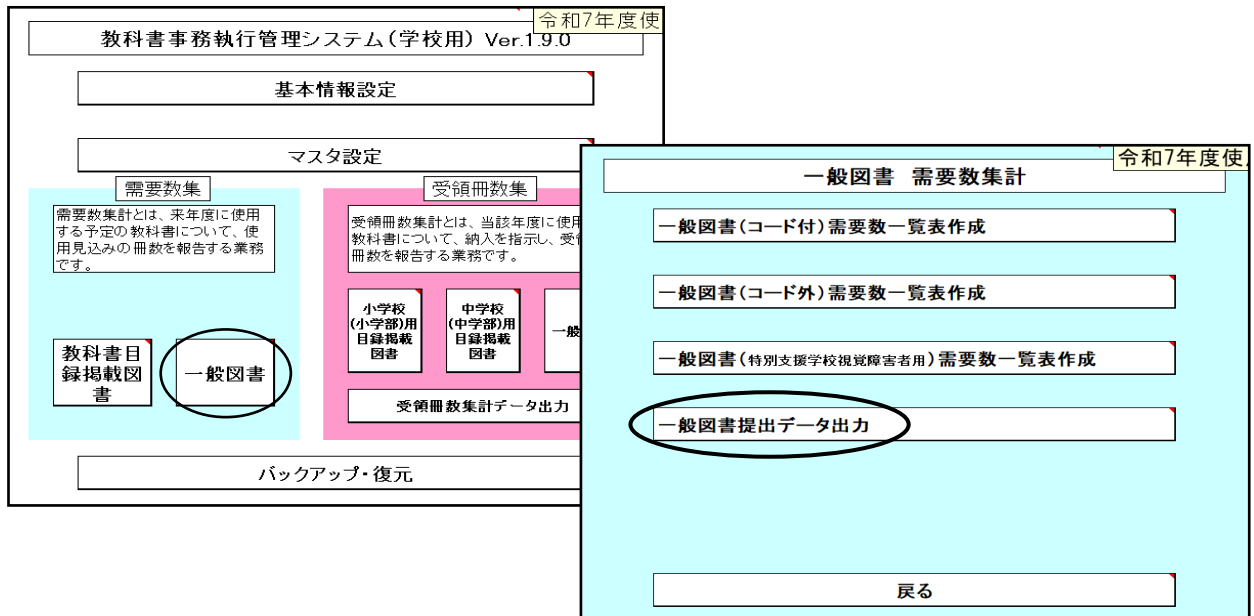 令和7年度使
教科書事務執行管理システム(学校用) Ver.1.9.0
基本情報設定
マスタ設定
需要数集
需要数集計とは、来年度に使用
する予定の教科書について、使
用見込みの冊数を報告する業務
です。
教科書目
録掲載図
書
一般図書
受領冊数集
受領冊数集計とは、当該年度に使用
教科書について、納入を指示し、受
冊数を報告する業務です。
小学校
(小学部)用
目録掲載
図書
中学校
(中学部)用
目録掲載
図書
一般
受領冊数集計データ出力
バックアップ・復元
令和7年度使
一般図書 需要数集計
一般図書(コード付)需要数一覧表作成
一般図書(コード外)需要数一覧表作成
一般図書(特別支援学校視覚障害者用)需要数一覧表作成
一般図書提出データ出力
戻る